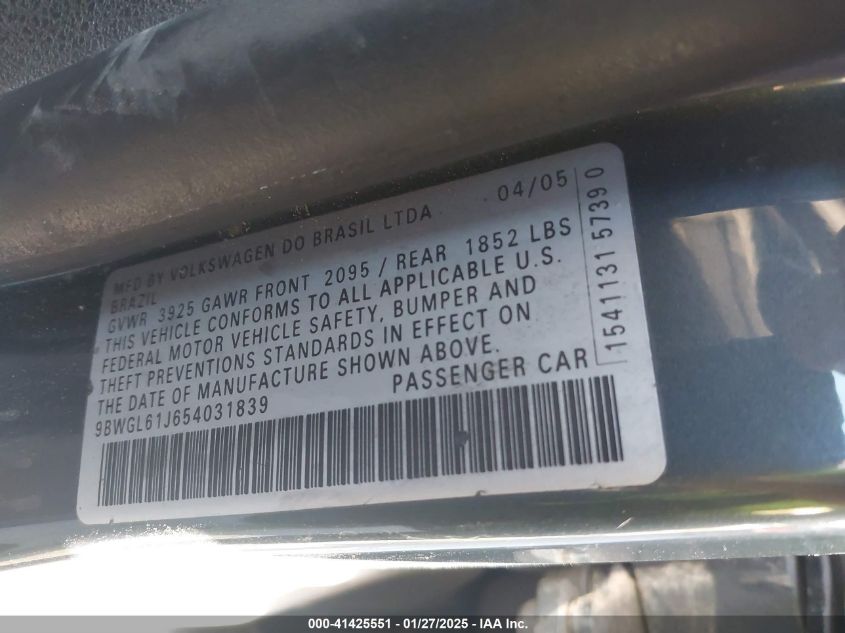 MFD BY VOLKSWAGEN DO BRASIL LTDA 04/05
BRAZIL
GVWR 3925 GAWR FRONT 2095 / REAR 1852 LBS
THIS VEHICLE CONFORMS TO ALL APPLICABLE U.S.
FEDERAL MOTOR VEHICLE SAFETY, BUMPER AND
THEFT PREVENTIONS STANDARDS IN EFFECT ON
THE DATE OF MANUFACTURE SHOWN ABOVE.
9BWGL61J654031839 PASSENGER CAR
1541131 5739 0
000-41425551 | 01/27/2025 | © IAA Inc.